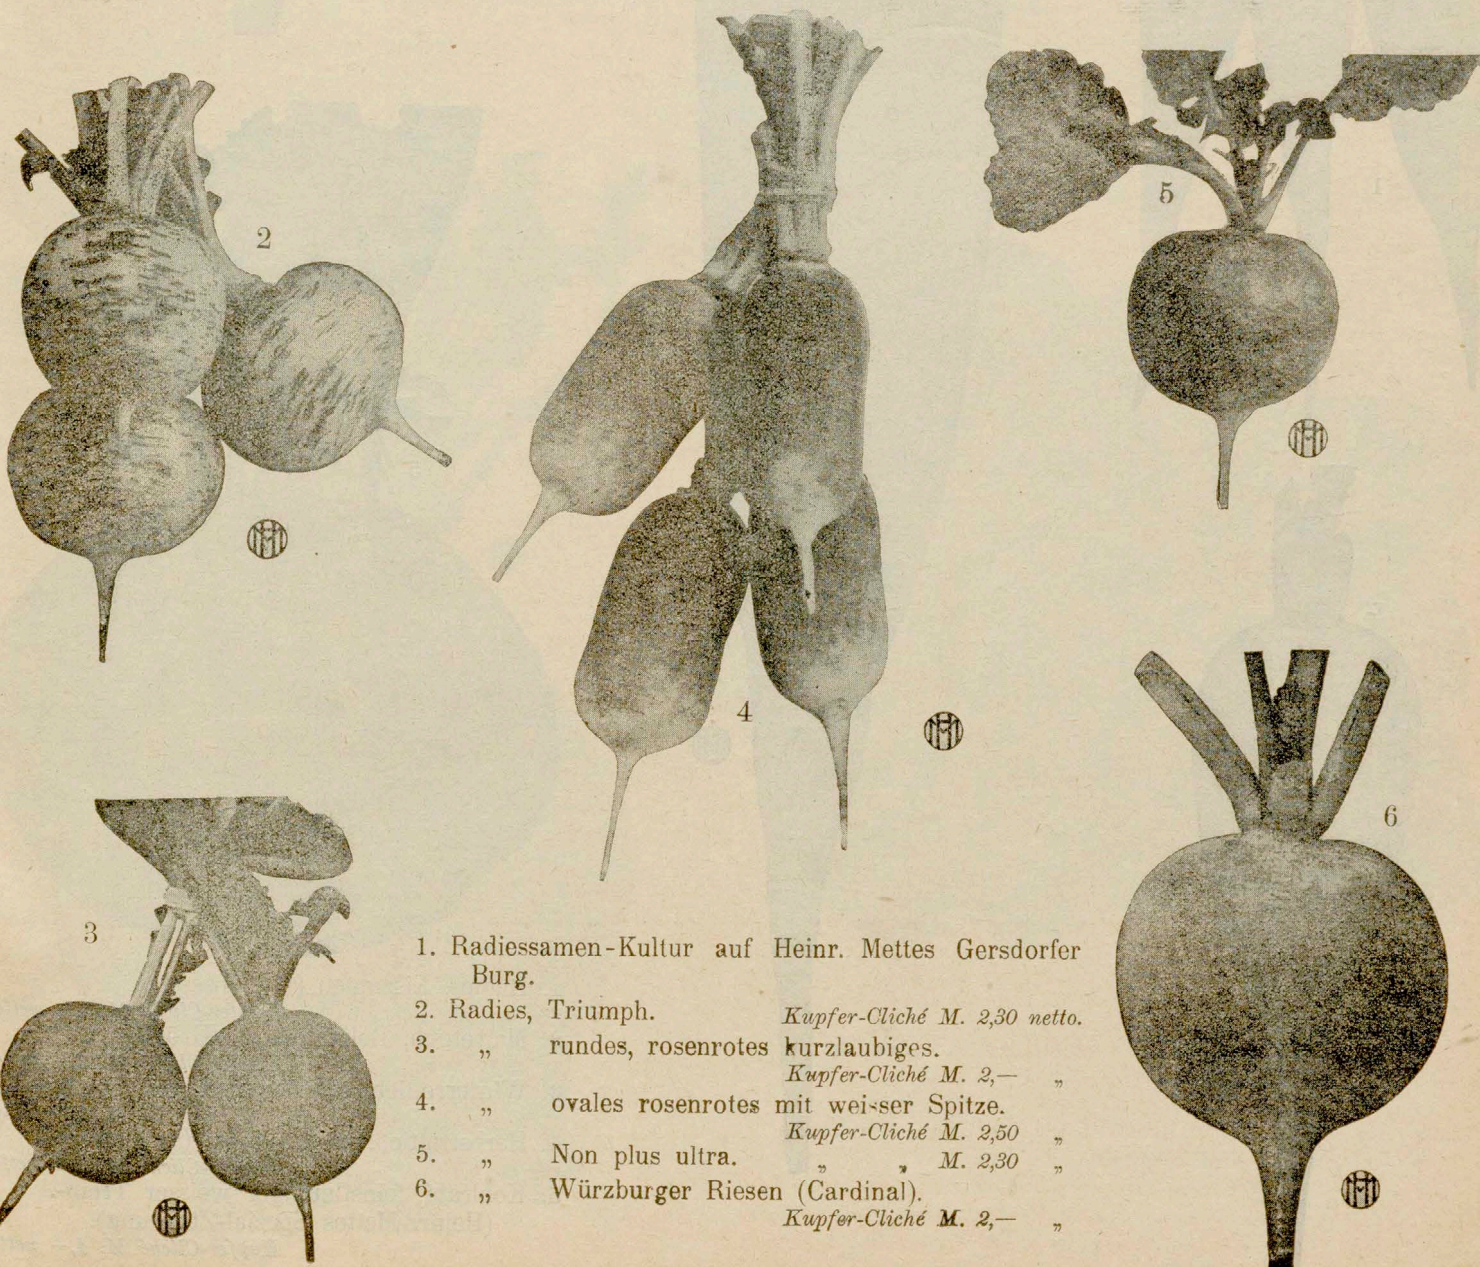 2
5
4
6
3
1. Radiessamen-Kultur auf Heinr. Mettes Gersdorfer
Burg.
2. Radies, Triumph. Kupfer-Cliché M. 2,30 netto.
3. „ rundes, rosenrotes kurzlaubiges.
Kupfer-Cliché M. 2,— „
4. „ ovales rosenrotes mit weisser Spitze.
Kupfer-Cliché M. 2,50 „
5. „ Non plus ultra. „ „ M. 2,30 „
6. „ Würzburger Riesen (Cardinal).
Kupfer-Cliché M. 2,— „